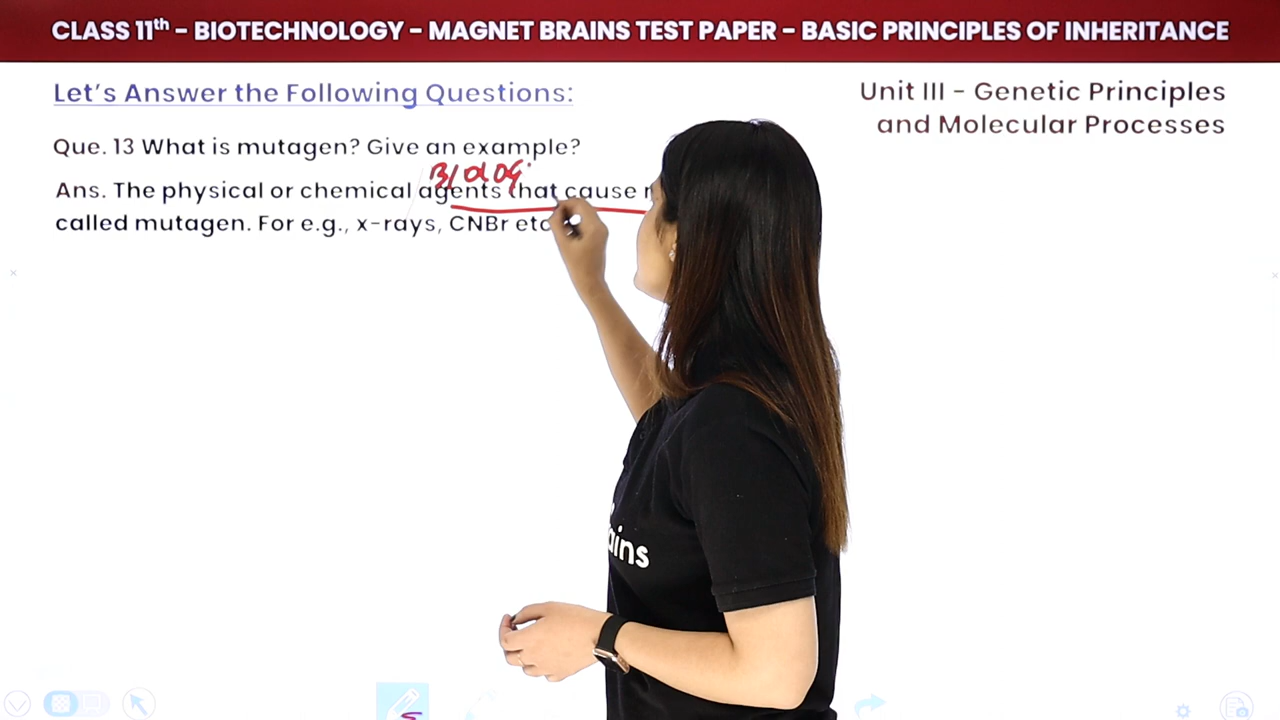 CLASS 11th – BIOTECHNOLOGY – MAGNET BRAINS TEST PAPER – BASIC PRINCIPLES OF INHERITANCE
Let's Answer the Following Questions:
Unit III – Genetic Principles
and Molecular Processes
Que. 13 What is mutagen? Give an example?
Biolog
Ans. The physical or chemical agents that cause
called mutagen. For e.g., x-rays, CNBr etc
ains